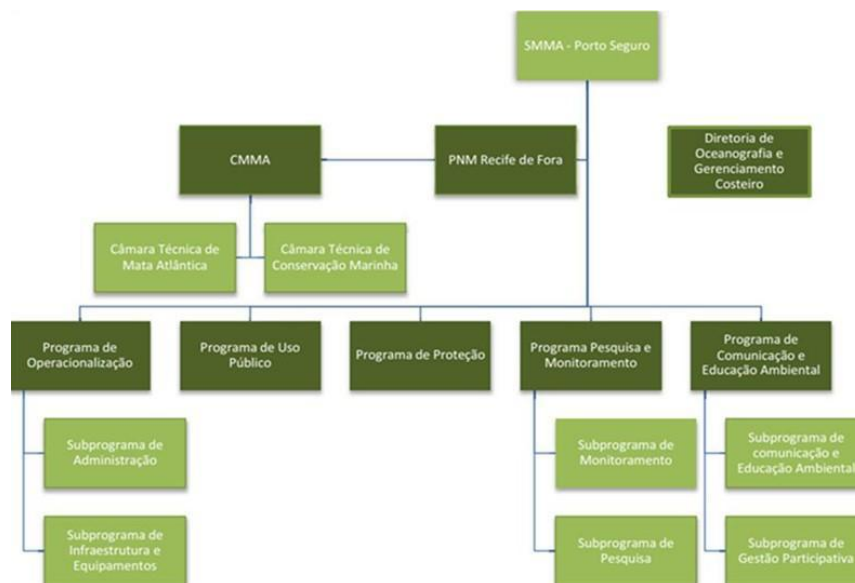 SMMA - Porto Seguro
CMMA
PNM Recife de Fora
Diretoria de
Oceanografia e
Gerenciamento
Costeiro
Câmara Técnica de
Mata Atlântica
Câmara Técnica de
Conservação Marinha
Programa de
Operacionalização
Programa de Uso
Público
Programa de Proteção
Programa Pesquisa e
Monitoramento
Programa de
Comunicação e
Educação Ambiental
Subprograma de
Administração
Subprograma de
Monitoramento
Subprograma de
comunicação e
Educação Ambiental
Subprograma de
Infraestrutura e
Equipamentos
Subprograma de
Pesquisa
Subprograma de
Gestão Participativa